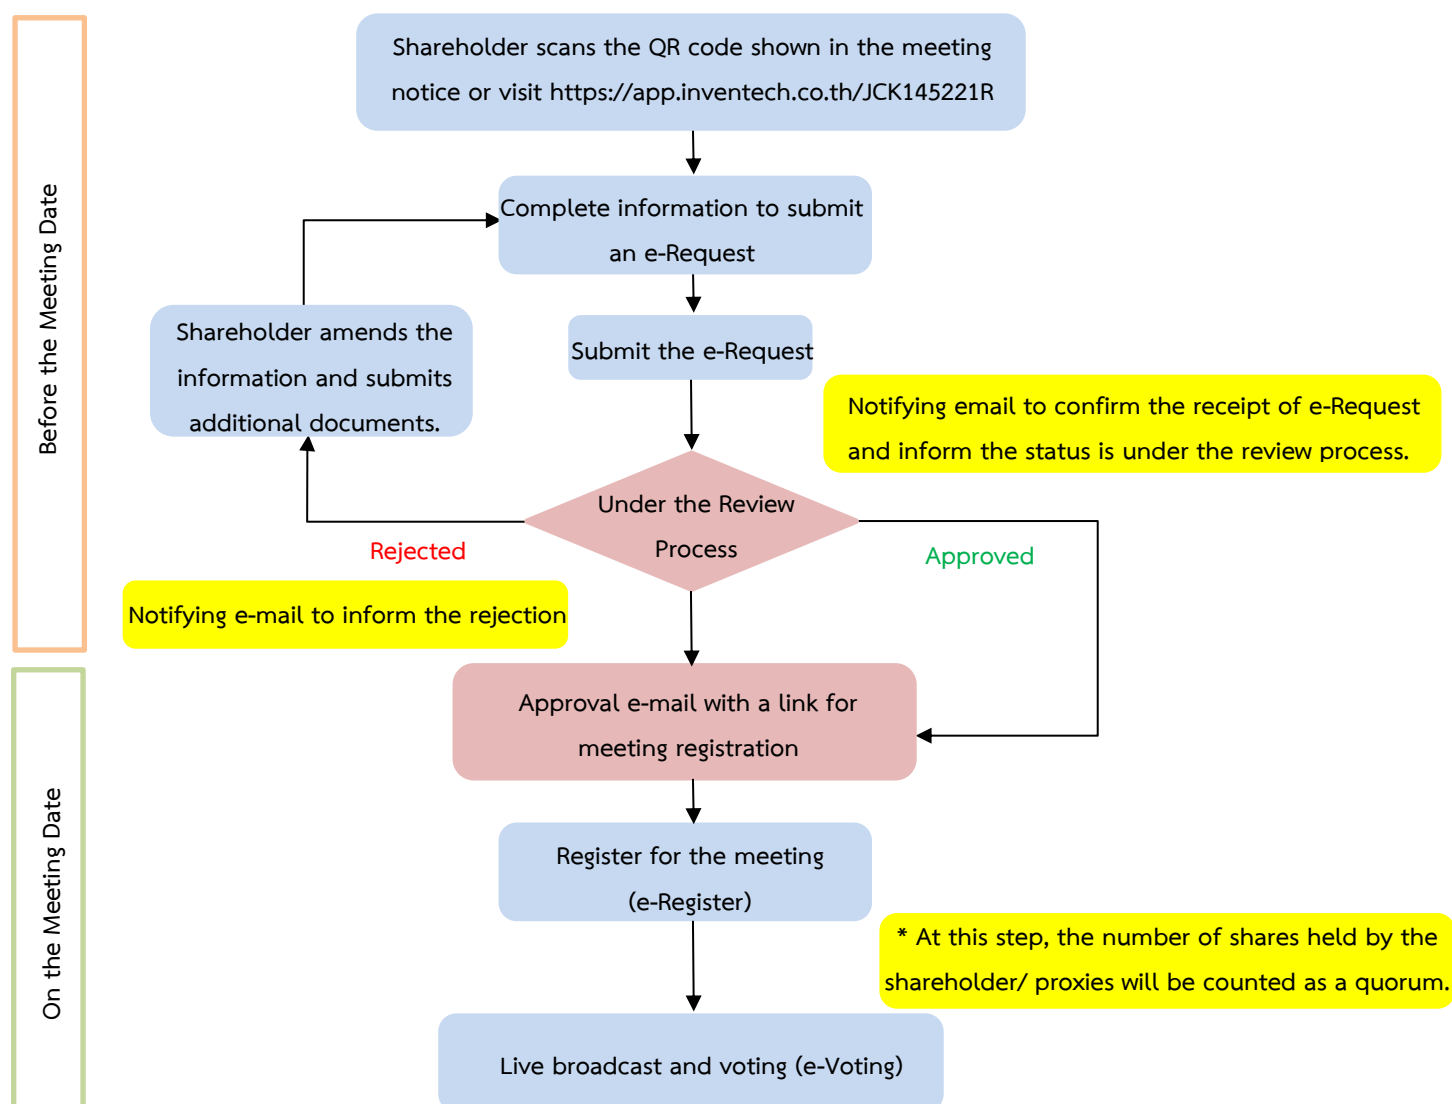 Before the Meeting Date
Shareholder scans the QR code shown in the meeting
notice or visit https://app.inventech.co.th/JCK145221R
Complete information to submit
an e-Request
Shareholder amends the
information and submits
additional documents.
Submit the e-Request
Notifying email to confirm the receipt of e-Request
and inform the status is under the review process.
Under the Review
Process
Rejected
Approved
Notifying e-mail to inform the rejection
On the Meeting Date
Approval e-mail with a link for
meeting registration
Register for the meeting
(e-Register)
* At this step, the number of shares held by the
shareholder/ proxies will be counted as a quorum.
Live broadcast and voting (e-Voting)